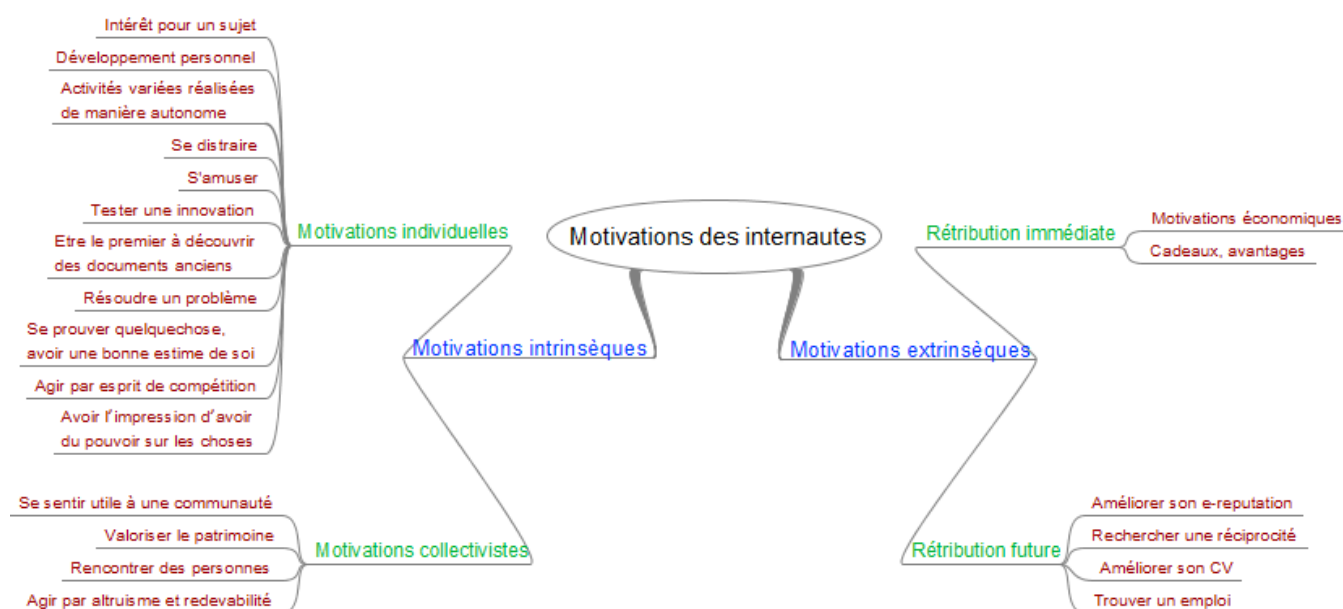 Intérêt pour un sujet
Développement personnel
Activités variées réalisées
de manière autonome
Se distraire
S'amuser
Tester une innovation
Etre le premier à découvrir
des documents anciens
Résoudre un problème
Se prouver quelquechose,
avoir une bonne estime de soi
Agir par esprit de compétition
Avoir l’impression d’avoir
du pouvoir sur les choses
Motivations individuelles
Se sentir utile à une communauté
Valoriser le patrimoine
Rencontrer des personnes
Agir par altruisme et redevabilité
Motivations collectivistes
Motivations intrinsèques
Motivations des internautes
Motivations extrinsèques
Rétribution immédiate
Motivations économiques
Cadeaux, avantages
Rétribution future
Améliorer son e-reputation
Rechercher une réciprocité
Améliorer son CV
Trouver un emploi